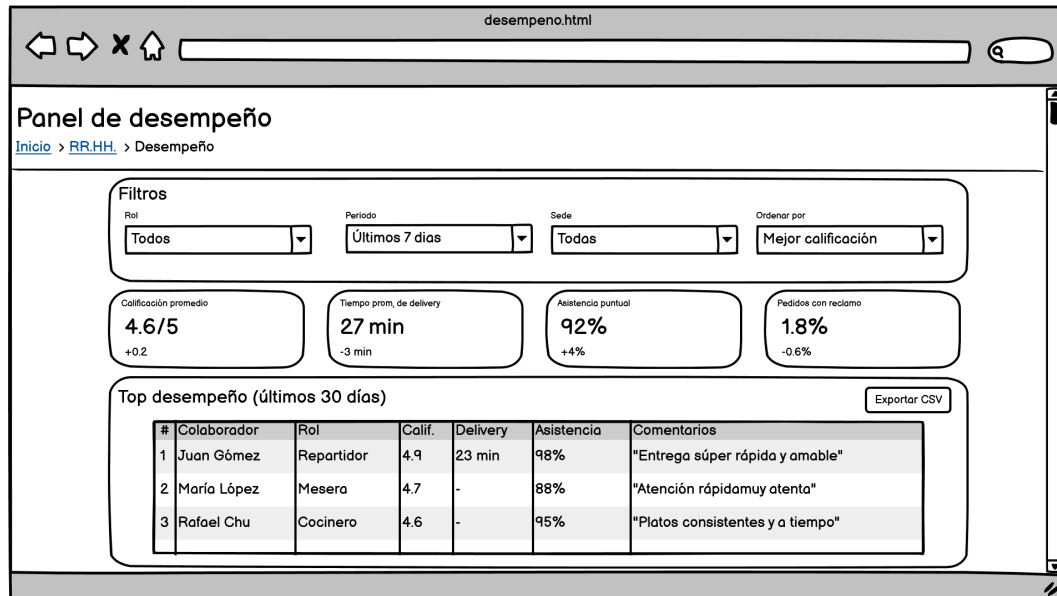 desempeno.html
Panel de desempeño
Inicio > RR.HH. > Desempeño
Filtros
Rol Periodo Sede Ordenar por
Todos Últimos 7 dias Todas Mejor calificación
Calificación promedio Tiempo prom, de delivery Asistencia puntual Pedidos con reclamo
4.6/5 27 min 92% 1.8%
+0.2 -3 min +4% -0.6%
Top desempeño (últimos 30 días) Exportar CSV
# Colaborador Rol Calif. Delivery Asistencia Comentarios
1 Juan Gómez Repartidor 4.9 23 min 98% "Entrega súper rápida y amable"
2 María López Mesera 4.7 - 88% "Atención rápidamuy atenta"
3 Rafael Chu Cocinero 4.6 - 95% "Platos consistentes y a tiempo"